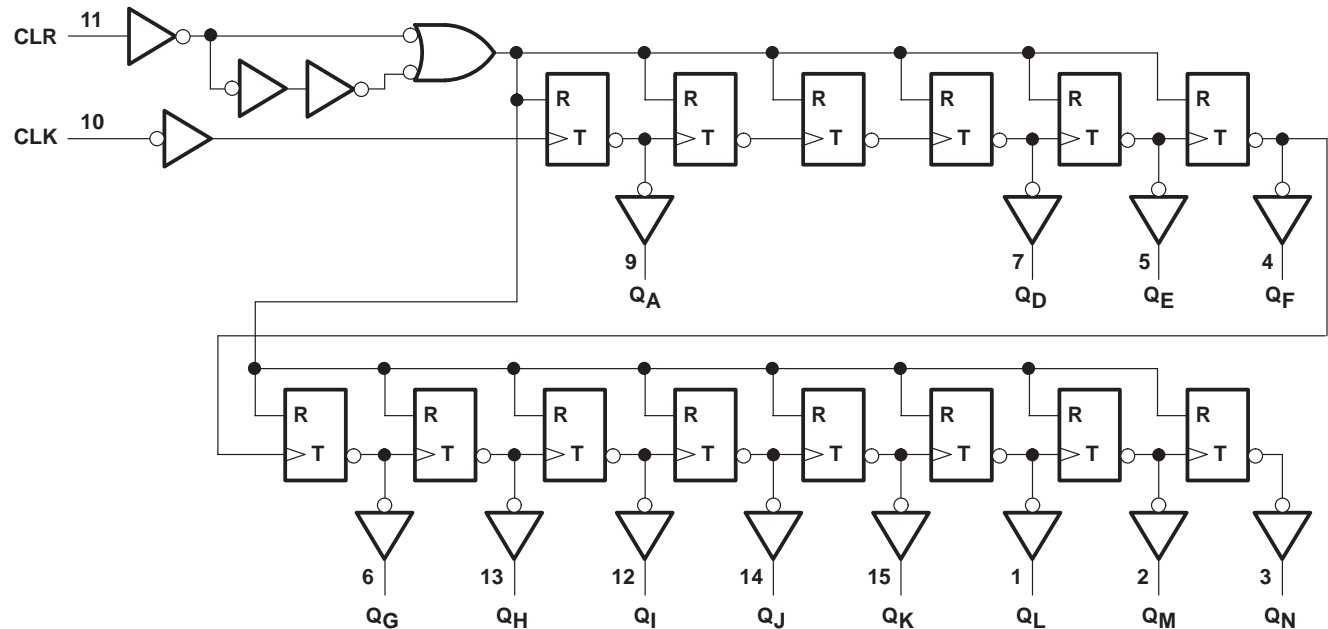 CLR 11
CLK 10
R R R R R R
T T T T T T
9 7 5 4
QA QD QE QF
R R R R R R R R
T T T T T T T T
6 13 12 14 15 1 2 3
QG QH QI QJ QK QL QM QN